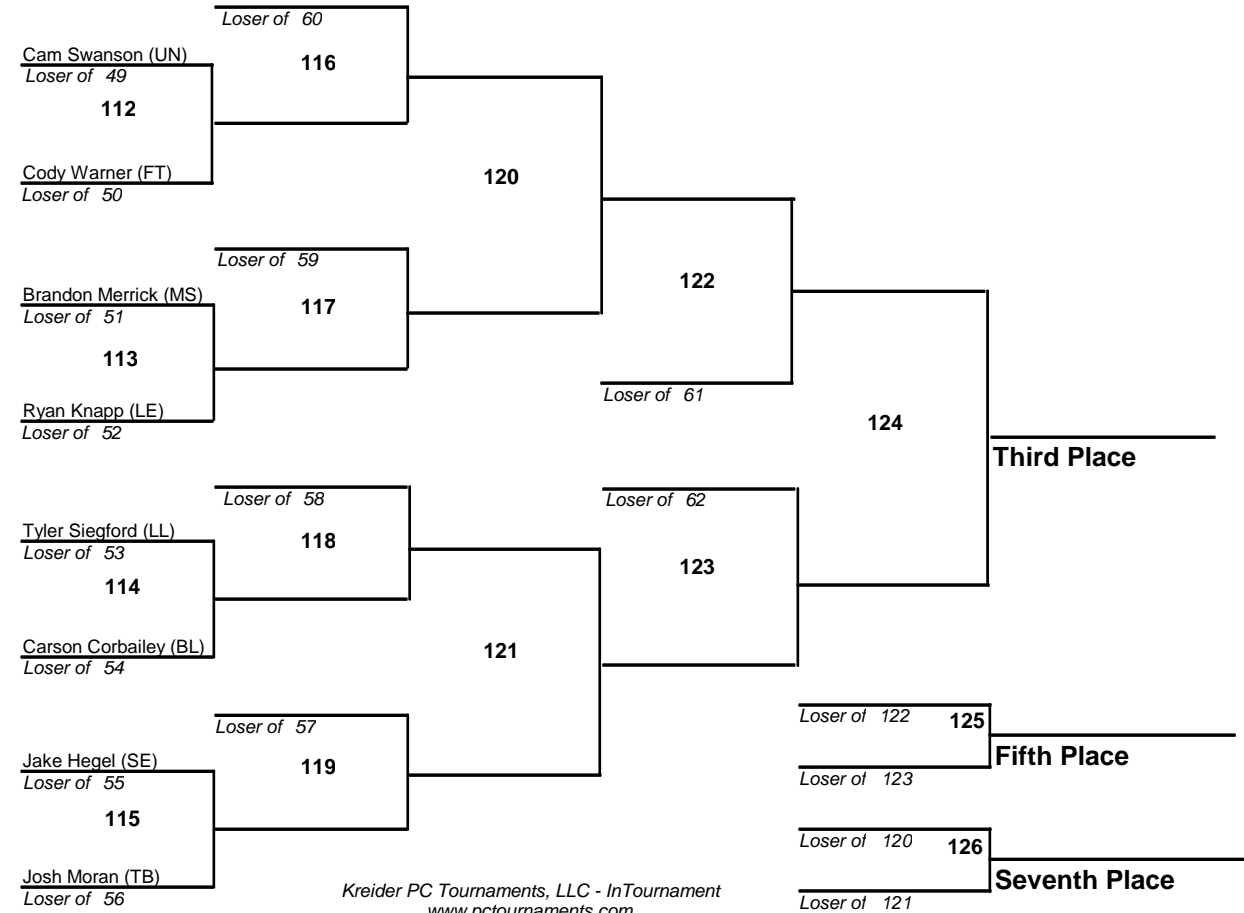 Loser of 60
Cam Swanson (UN)
Loser of 49
116
112
Cody Warner (FT)
Loser of 50
120
Loser of 59
Brandon Merrick (MS)
Loser of 51
117
122
113
Loser of 61
Ryan Knapp (LE)
Loser of 52
124
Third Place
Loser of 58
Loser of 62
Tyler Siegford (LL)
Loser of 53
118
114
123
Carson Corbailey (BL)
Loser of 54
121
Loser of 57
Loser of 122
125
Jake Hegel (SE)
Loser of 55
119
Fifth Place
Loser of 123
115
Loser of 120
126
Josh Moran (TB)
Loser of 56
Seventh Place
Loser of 121
Kreider PC Tournaments, LLC - InTournament
www.pctournaments.com